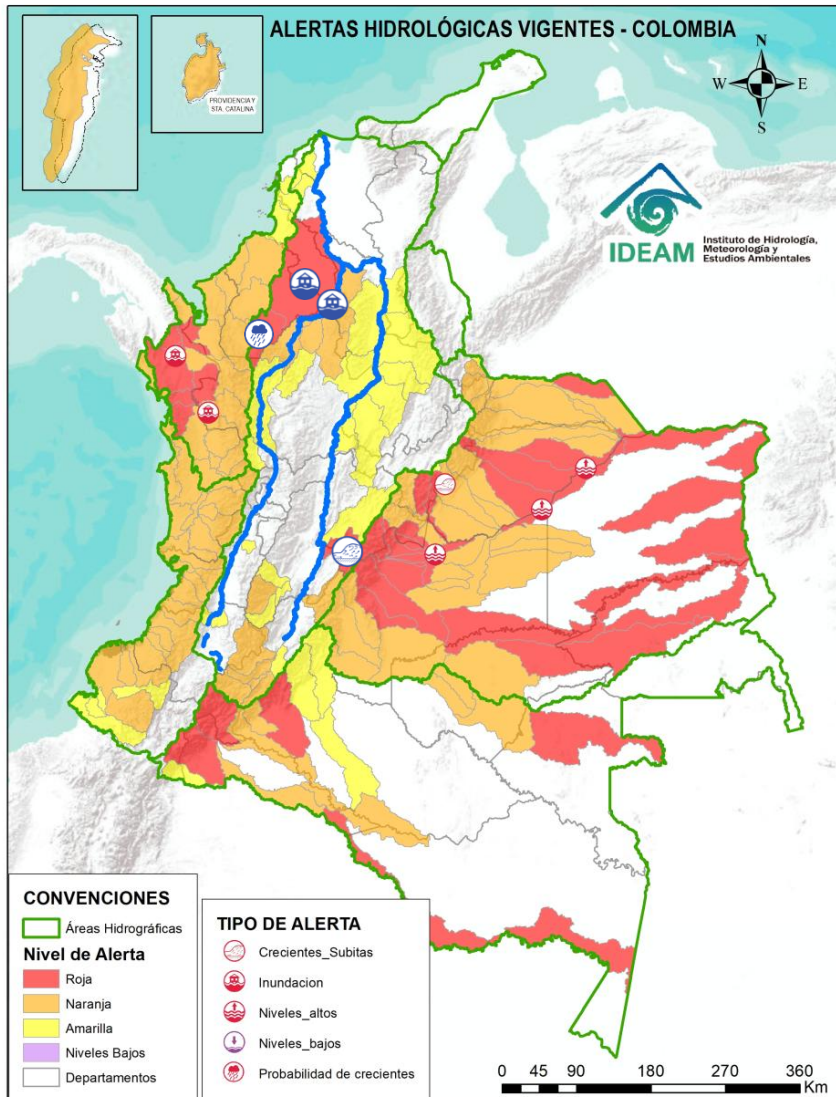 ALERTAS HIDROLÓGICAS VIGENTES - COLOMBIA
PROVIDENCIA Y
STA. CATALINA
N
W
E
S
IDEAM
Instituto de Hidrología,
Meteorología y
Estudios Ambientales
CONVENCIONES
Áreas Hidrográficas
Nivel de Alerta
Roja
Naranja
Amarilla
Niveles Bajos
Departamentos
TIPO DE ALERTA
Crecientes_Subitas
Inundacion
Niveles_altos
Niveles_bajos
Probabilidad de crecientes
0 45 90 180 270 360
Km